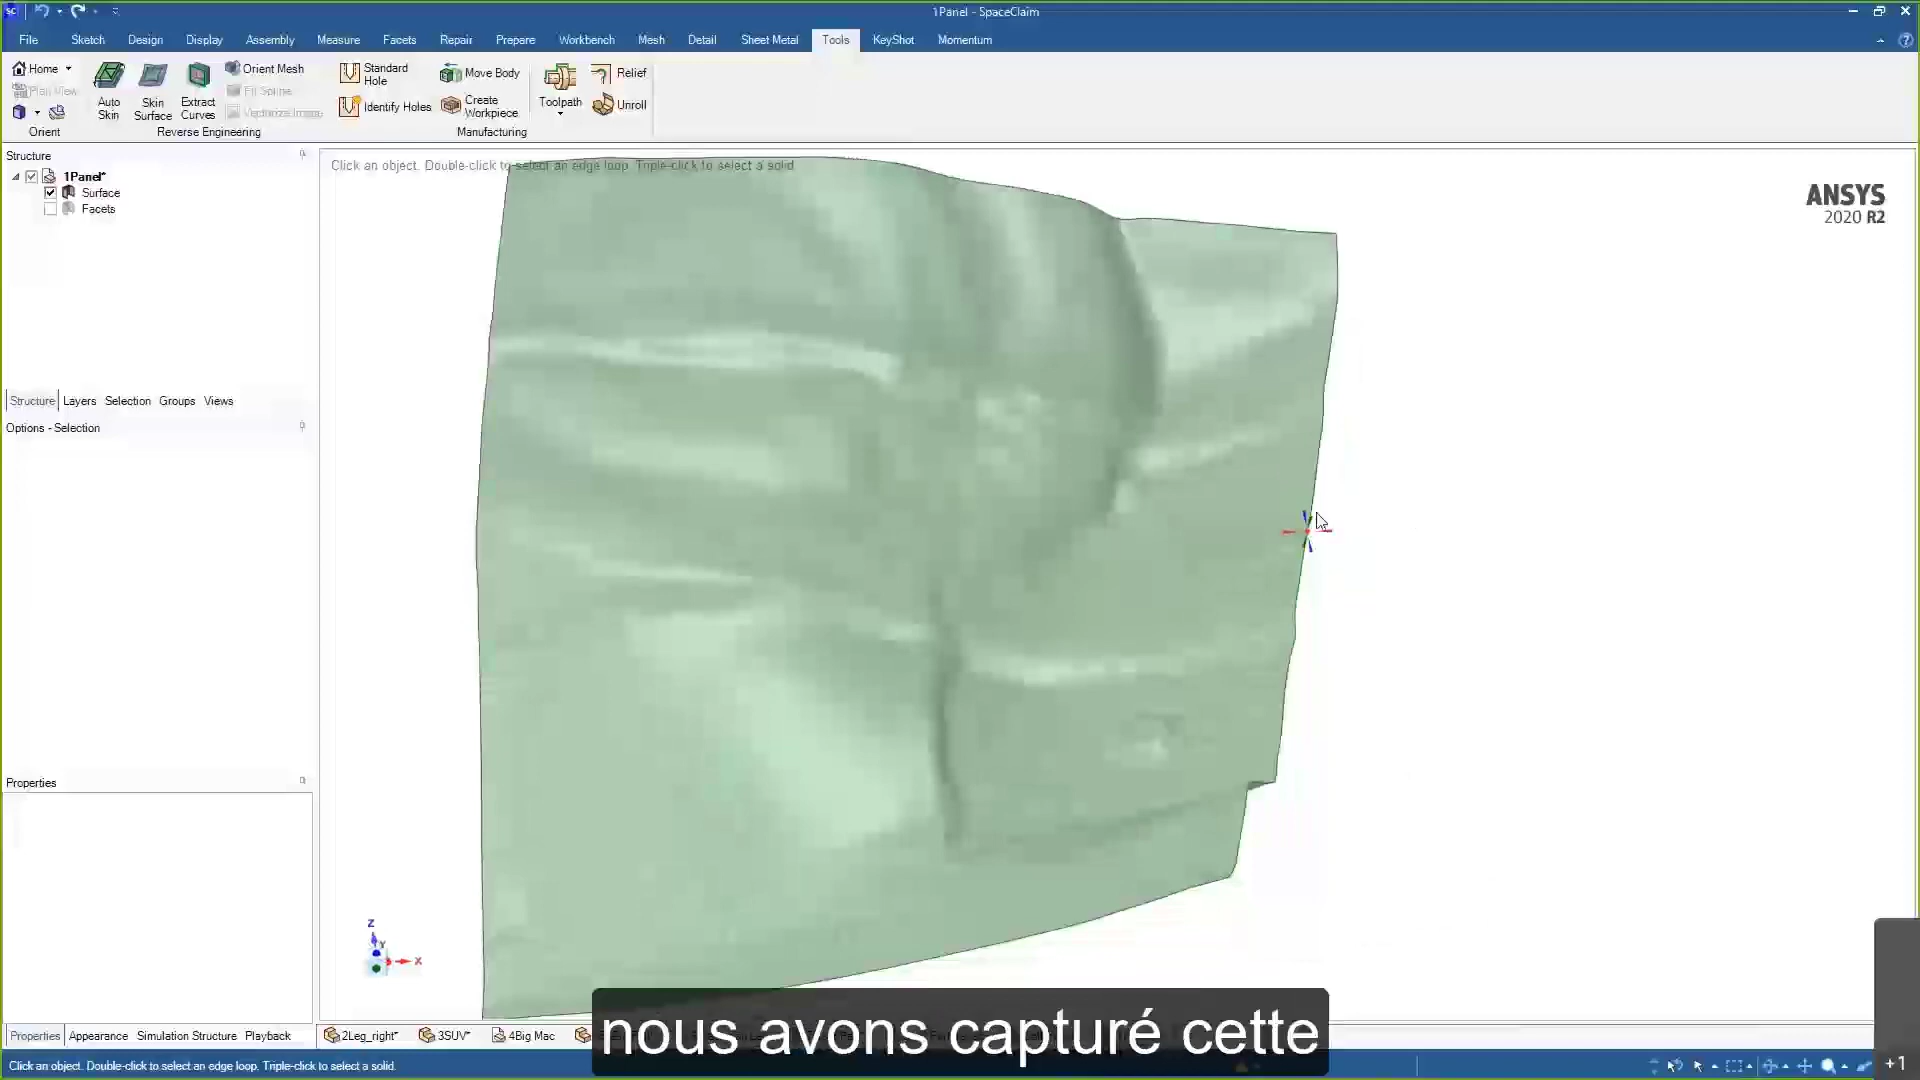 1Panel - SpaceClaim
File Sketch Design Display Assembly Measure Facets Repair Prepare Workbench Mesh Detail Sheet Metal Tools KeyShot Momentum
Home
Plan View
Orient
Auto Skin
Skin Surface
Extract Curves
Orient Mesh
Fit Spline
Vectorize Image
Reverse Engineering
Standard Hole
Identify Holes
Move Body
Create Workpiece
Manufacturing
Topath
Relief
Unroll
Structure
1Panel*
Surface
Facets
Structure Layers Selection Groups Views
Options - Selection
Properties
Properties Appearance Simulation Structure Playback
Click an object. Double-click to select an edge loop. Triple-click to select a solid.
Click an object. Double-click to select an edge loop. Triple-click to select a solid
ANSYS
2020 R2
Z
Y
X
2Leg_right* 3SUV* 4Big Mac
nous avons capturé cette
+1